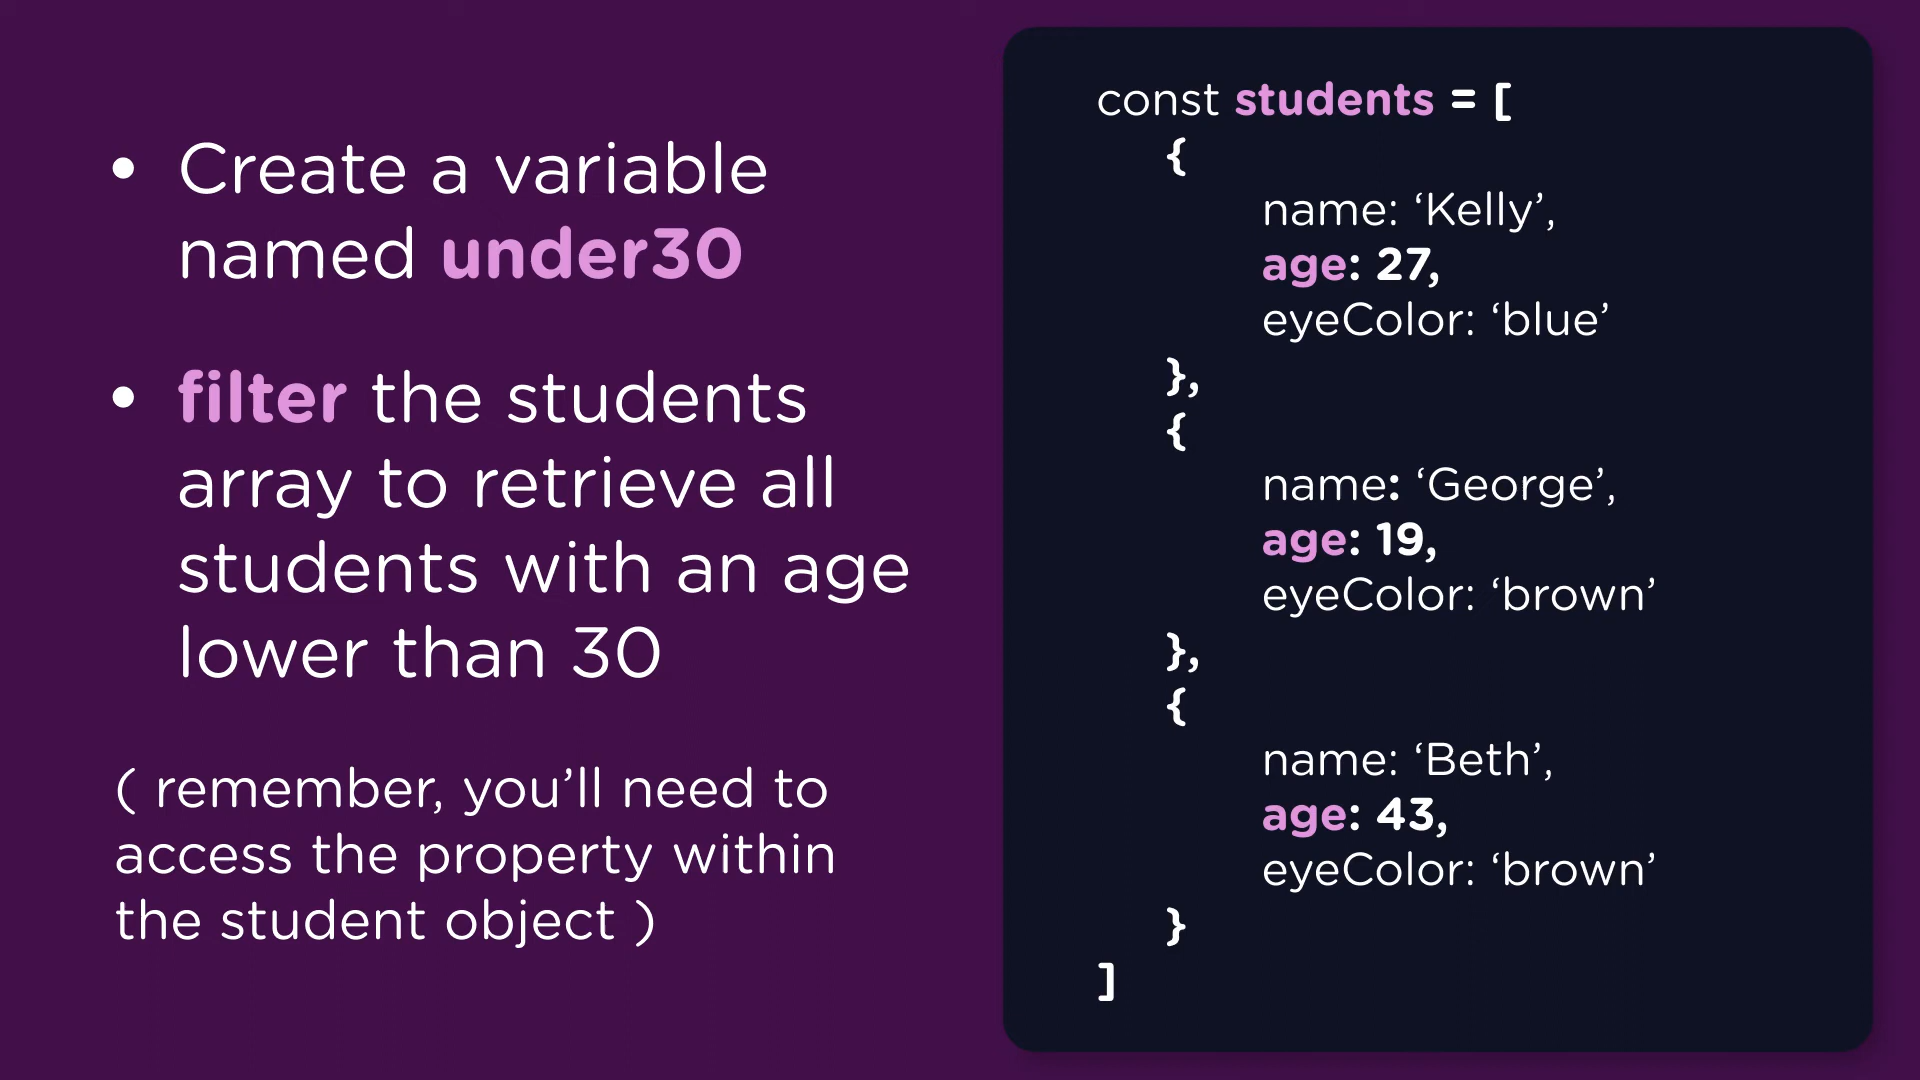 • Create a variable
named under30
• filter the students
array to retrieve all
students with an age
lower than 30
( remember, you’ll need to
access the property within
the student object )
const students = [
{
name: ‘Kelly’,
age: 27,
eyeColor: ‘blue’
},
{
name: ‘George’,
age: 19,
eyeColor: ‘brown’
},
{
name: ‘Beth’,
age: 43,
eyeColor: ‘brown’
}
]